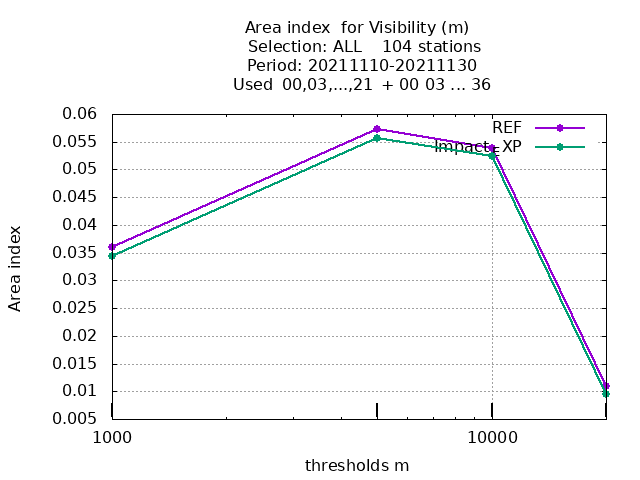 Area index  for Visibility (m)
Selection: ALL    104 stations
Period: 20211110-20211130
Used  00,03,...,21  + 00 03 ... 36
REF
Impact_XP
0.06
0.055
0.05
0.045
0.04
0.035
0.03
0.025
0.02
0.015
0.01
0.005
Area index
1000
10000
thresholds m